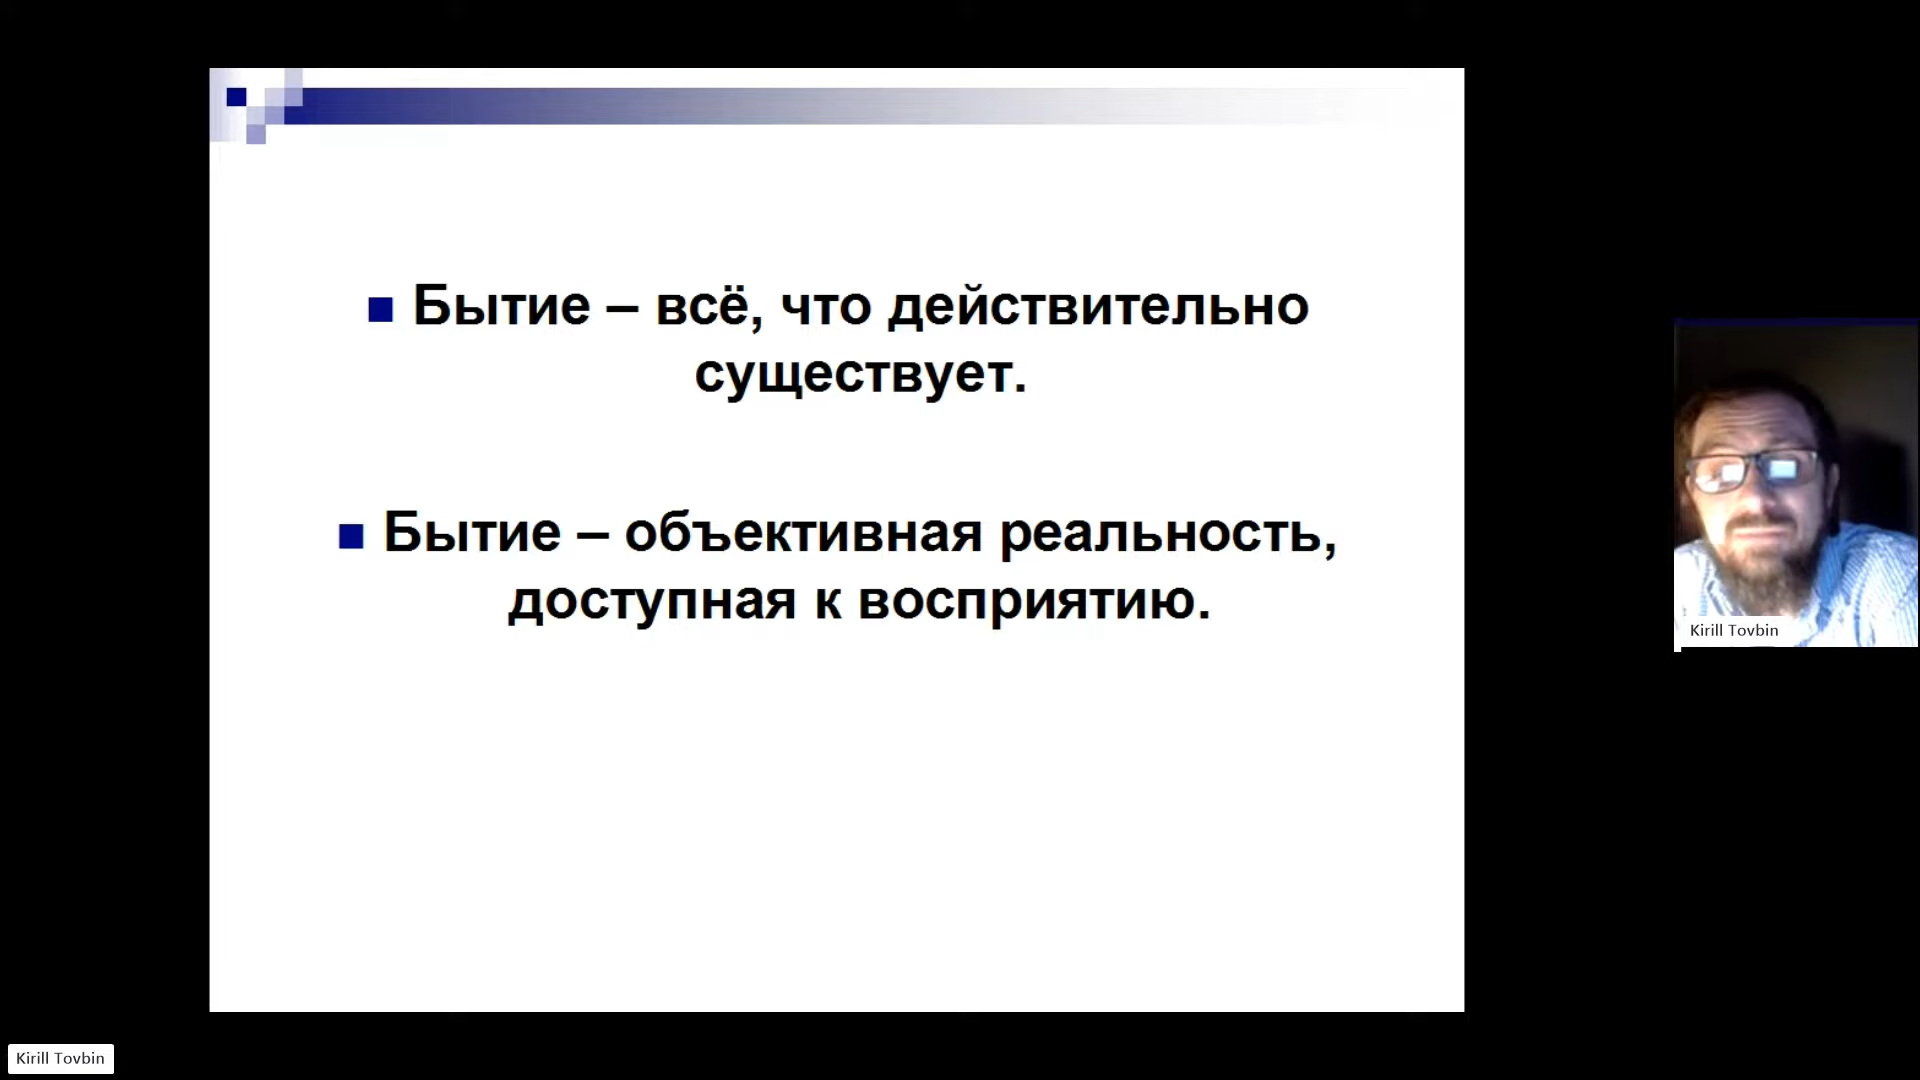 Бытие – всё, что действительно
существует.
Бытие – объективная реальность,
доступная к восприятию.
Kirill Tovbin
Kirill Tovbin